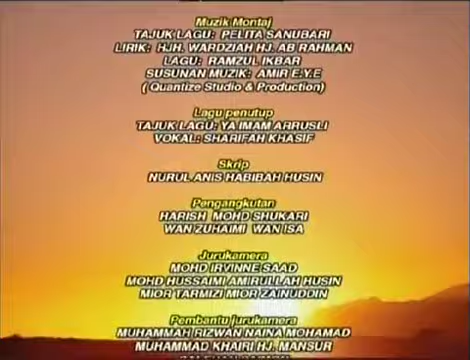 Muzik Montaj
TAJUK LAGU: PELITA SANUBARI
LIRIK: HJH. WARDZIAH HJ. AB RAHMAN
LAGU: RAMZUL IKBAR
SUSUNAN MUZIK: AMIR E.Y.E
( Quantize Studio & Production)
Lagu penutup
TAJUK LAGU: YA IMAM ARRUSLI
VOKAL: SHARIFAH KHASIF
Skrip
NURUL ANIS HABIBAH HUSIN
Pengangkutan
HARISH MOHD SHUKARI
WAN ZUHAIMI WAN ISA
Jurukamera
MOHD IRVINNE SAAD
MOHD HUSSAIMI AMIRULLAH HUSIN
MIOR TARMIZI MIOR ZAINUDDIN
Pembantu jurukamera
MUHAMMAH RIZWAN NAINA MOHAMAD
MUHAMMAD KHAIRI HJ. MANSUR